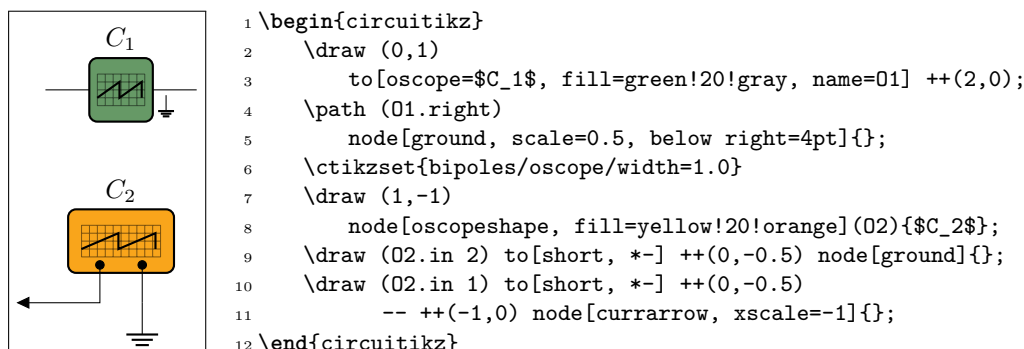 C1
C2
1 \begin{circuitikz}
2 \draw (0,1)
3 to[oscope=$C_1$, fill=green!20!gray, name=O1] ++(2,0);
4 \path (O1.right)
5 node[ground, scale=0.5, below right=4pt]{};
6 \ctikzset{bipoles/oscope/width=1.0}
7 \draw (1,-1)
8 node[oscopeshape, fill=yellow!20!orange](O2){$C_2$};
9 \draw (O2.in 2) to[short, *-] ++(0,-0.5) node[ground]{};
10 \draw (O2.in 1) to[short, *-] ++(0,-0.5)
11 -- ++(-1,0) node[currarrow, xscale=-1]{};
12 \end{circuitikz}